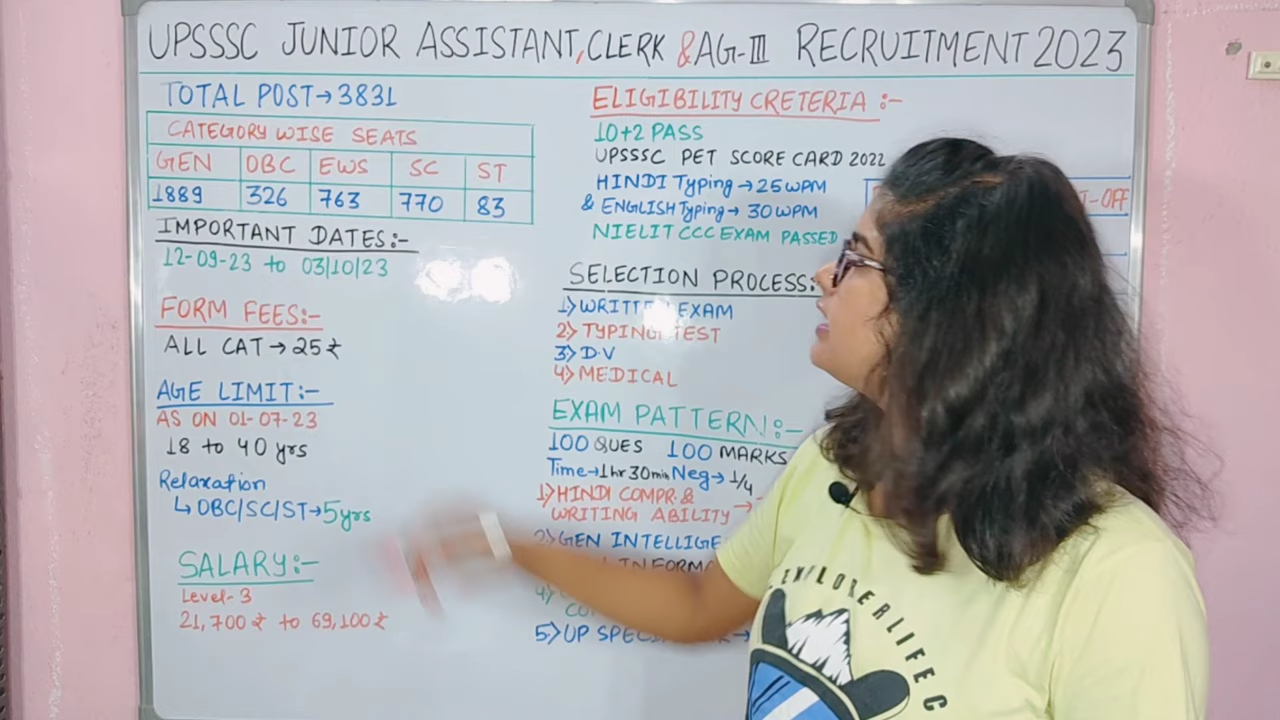 UPSSSC JUNIOR ASSISTANT, CLERK & AG-III RECRUITMENT 2023
TOTAL POST→3831
CATEGORY WISE SEATS
GEN OBC EWS SC ST
1889 326 763 770 83
IMPORTANT DATES:-
12-09-23 to 03/10/23
FORM FEES:-
ALL CAT→25₹
AGE LIMIT:-
AS ON 01-07-23
18 to 40 yrs
Relaxation
↳OBC/SC/ST→5yrs
SALARY:-
Level-3
21,700₹ to 69,100₹
ELIGIBILITY CRETERIA :-
10+2 PASS
UPSSSC PET SCORE CARD 2022
HINDI Typing→25WPM
& ENGLISH Typing→ 30WPM
NIELIT CCC EXAM PASSED
T-OFF
SELECTION PROCESS:
1.) WRITTEN EXAM
2.) TYPING TEST
3.) D.V
4.) MEDICAL
EXAM PATTERN:-
100 QUES 100 MARKS
Time→1hr 30min Neg→1/4
1.) HINDI COMPR. &
WRITING ABILITY→
2.) GEN INTELLIGE
INFORMA
4.)
CO
5.) UP SPECI
EXPLORERLIFE